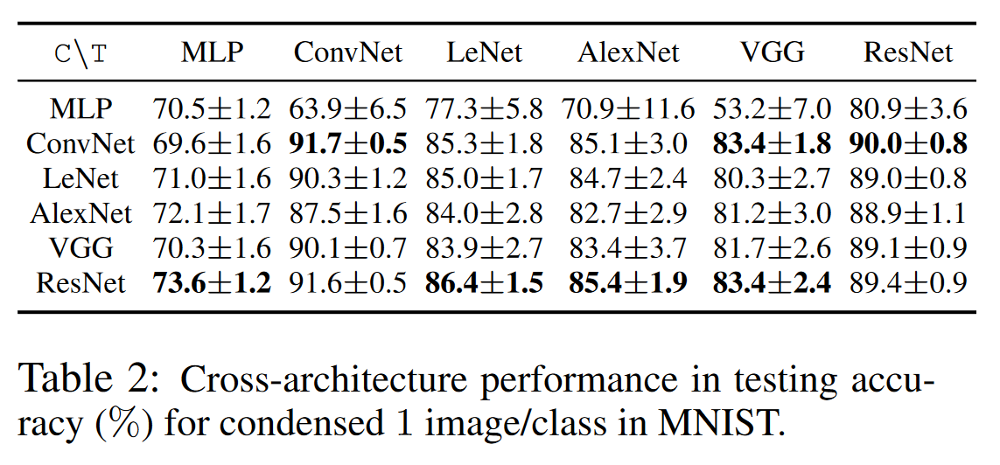 C\T MLP ConvNet LeNet AlexNet VGG ResNet
MLP 70.5±1.2 63.9±6.5 77.3±5.8 70.9±11.6 53.2±7.0 80.9±3.6
ConvNet 69.6±1.6 91.7±0.5 85.3±1.8 85.1±3.0 83.4±1.8 90.0±0.8
LeNet 71.0±1.6 90.3±1.2 85.0±1.7 84.7±2.4 80.3±2.7 89.0±0.8
AlexNet 72.1±1.7 87.5±1.6 84.0±2.8 82.7±2.9 81.2±3.0 88.9±1.1
VGG 70.3±1.6 90.1±0.7 83.9±2.7 83.4±3.7 81.7±2.6 89.1±0.9
ResNet 73.6±1.2 91.6±0.5 86.4±1.5 85.4±1.9 83.4±2.4 89.4±0.9
Table 2: Cross-architecture performance in testing accu-
racy (%) for condensed 1 image/class in MNIST.